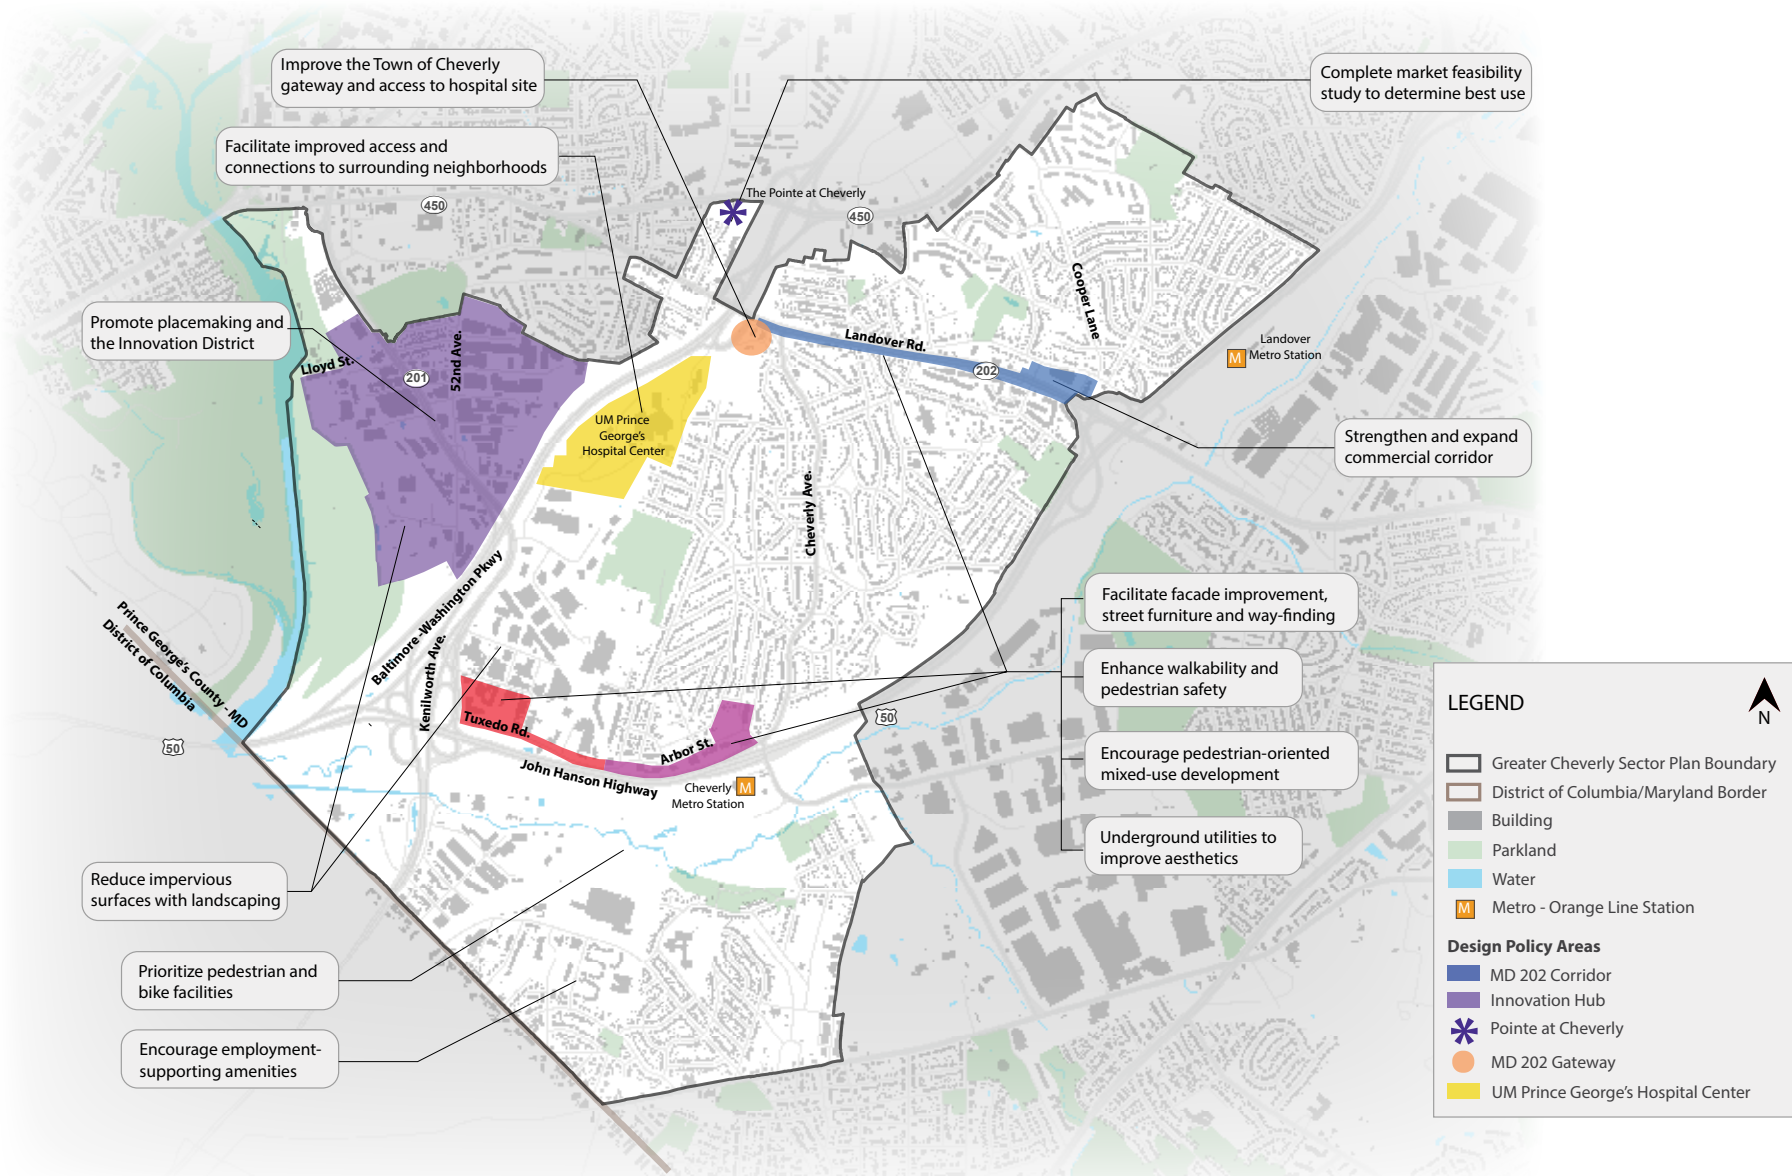 Improve the Town of Cheverly
gateway and access to hospital site
Complete market feasibility
study to determine best use
Facilitate improved access and
connections to surrounding neighborhoods
The Pointe at Cheverly
450
450
Promote placemaking and
the Innovation District
Lloyd St.
201
52nd Ave.
Landover Rd.
Cooper Lane
202
Landover
M Metro Station
UM Prince
George's
Hospital Center
Strengthen and expand
commercial corridor
Cheverly Ave.
Baltimore-Washington Pkwy
Kenilworth Ave.
Prince George's County - MD
District of Columbia
50
50
Tuxedo Rd.
Arbor St.
John Hanson Highway
Cheverly M
Metro Station
Facilitate facade improvement,
street furniture and way-finding
Enhance walkability and
pedestrian safety
Encourage pedestrian-oriented
mixed-use development
Underground utilities to
improve aesthetics
Reduce impervious
surfaces with landscaping
Prioritize pedestrian and
bike facilities
Encourage employment-
supporting amenities
LEGEND
N
Greater Cheverly Sector Plan Boundary
District of Columbia/Maryland Border
Building
Parkland
Water
M Metro - Orange Line Station
Design Policy Areas
MD 202 Corridor
Innovation Hub
Pointe at Cheverly
MD 202 Gateway
UM Prince George's Hospital Center